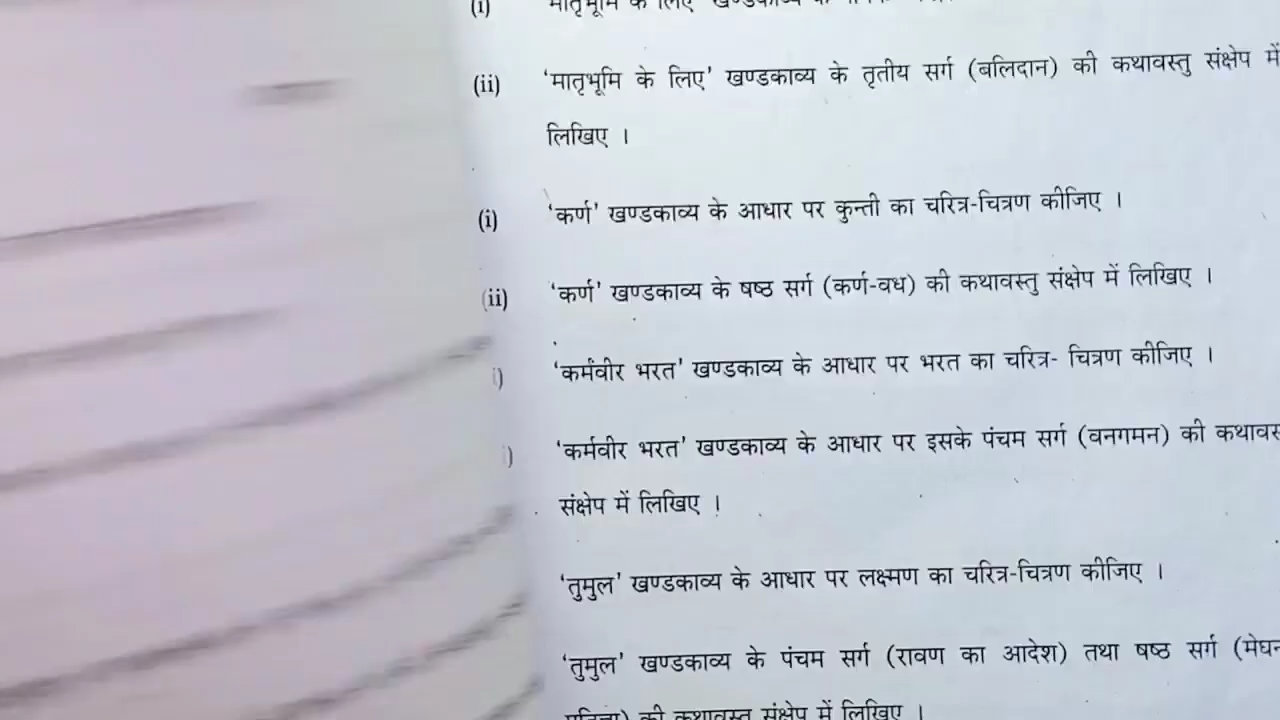 (i) 'मातृभूमि के लिए' खण्डकाव्य के
(ii) 'मातृभूमि के लिए' खण्डकाव्य के तृतीय सर्ग (बलिदान) की कथावस्तु संक्षेप में
लिखिए ।
(i) 'कर्ण' खण्डकाव्य के आधार पर कुन्ती का चरित्र-चित्रण कीजिए ।
(ii) 'कर्ण' खण्डकाव्य के षष्ठ सर्ग (कर्ण-वध) की कथावस्तु संक्षेप में लिखिए ।
i) 'कर्मवीर भरत' खण्डकाव्य के आधार पर भरत का चरित्र- चित्रण कीजिए ।
) 'कर्मवीर भरत' खण्डकाव्य के आधार पर इसके पंचम सर्ग (वनगमन) की
संक्षेप में लिखिए ।
'तुमुल' खण्डकाव्य के आधार पर लक्ष्मण का चरित्र-चित्रण कीजिए ।
'तुमुल' खण्डकाव्य के पंचम सर्ग (रावण का आदेश) तथा षष्ठ सर्ग
की कथावस्तु संक्षेप में लिखिए ।